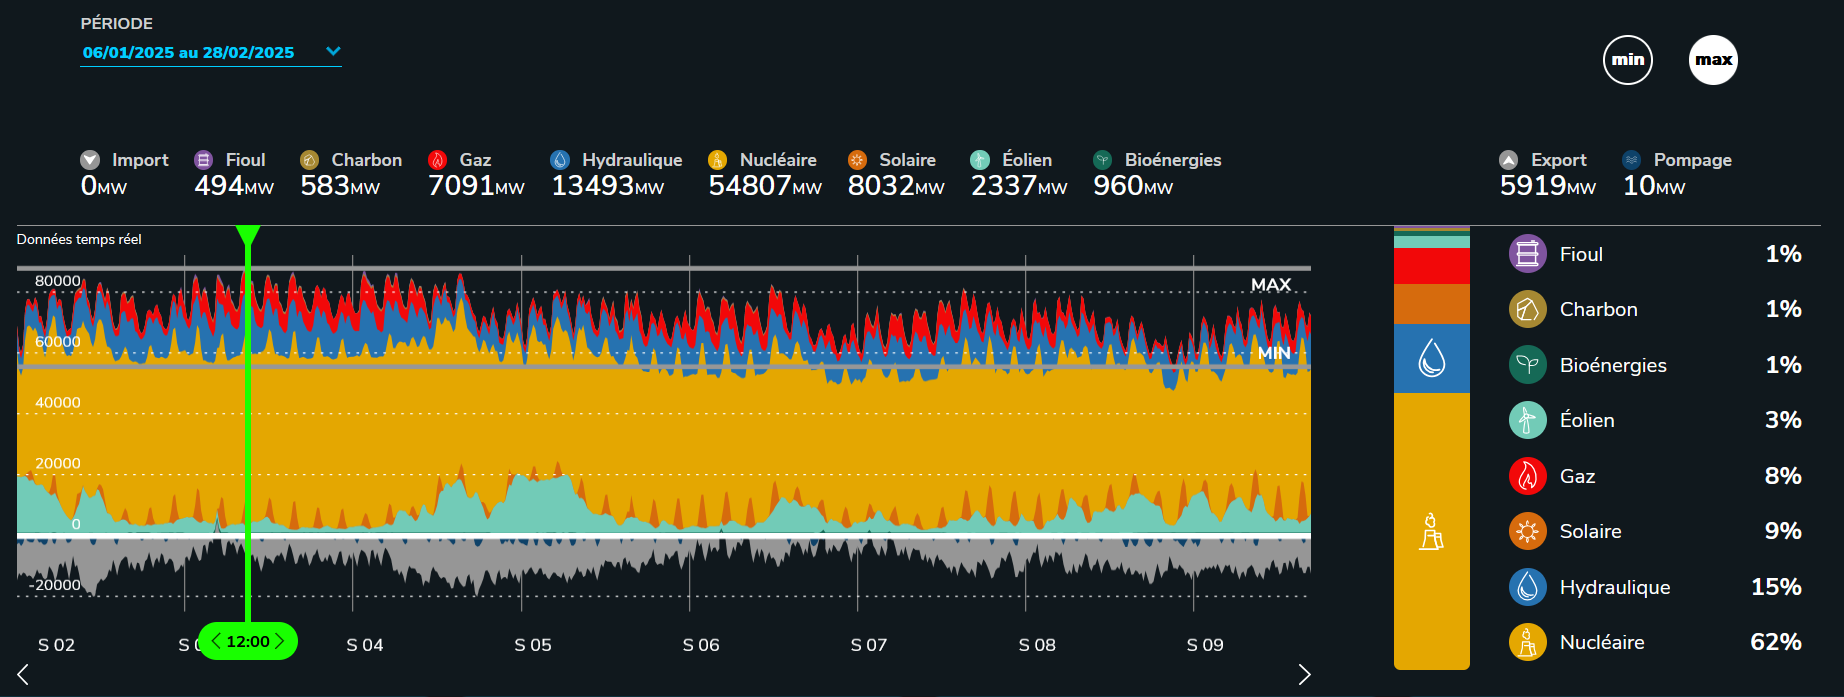 PÉRIODE
06/01/2025 au 28/02/2025
min max
Import Fioul Charbon Gaz Hydraulique Nucléaire Solaire Éolien Bioénergies Export Pompage
0MW 494MW 583MW 7091MW 13493MW 54807MW 8032MW 2337MW 960MW 5919MW 10MW
Données temps réel
80000
MAX
60000
MIN
40000
20000
0
-20000
S 02 S 0 12:00 S 04 S 05 S 06 S 07 S 08 S 09
Fioul 1%
Charbon 1%
Bioénergies 1%
Éolien 3%
Gaz 8%
Solaire 9%
Hydraulique 15%
Nucléaire 62%